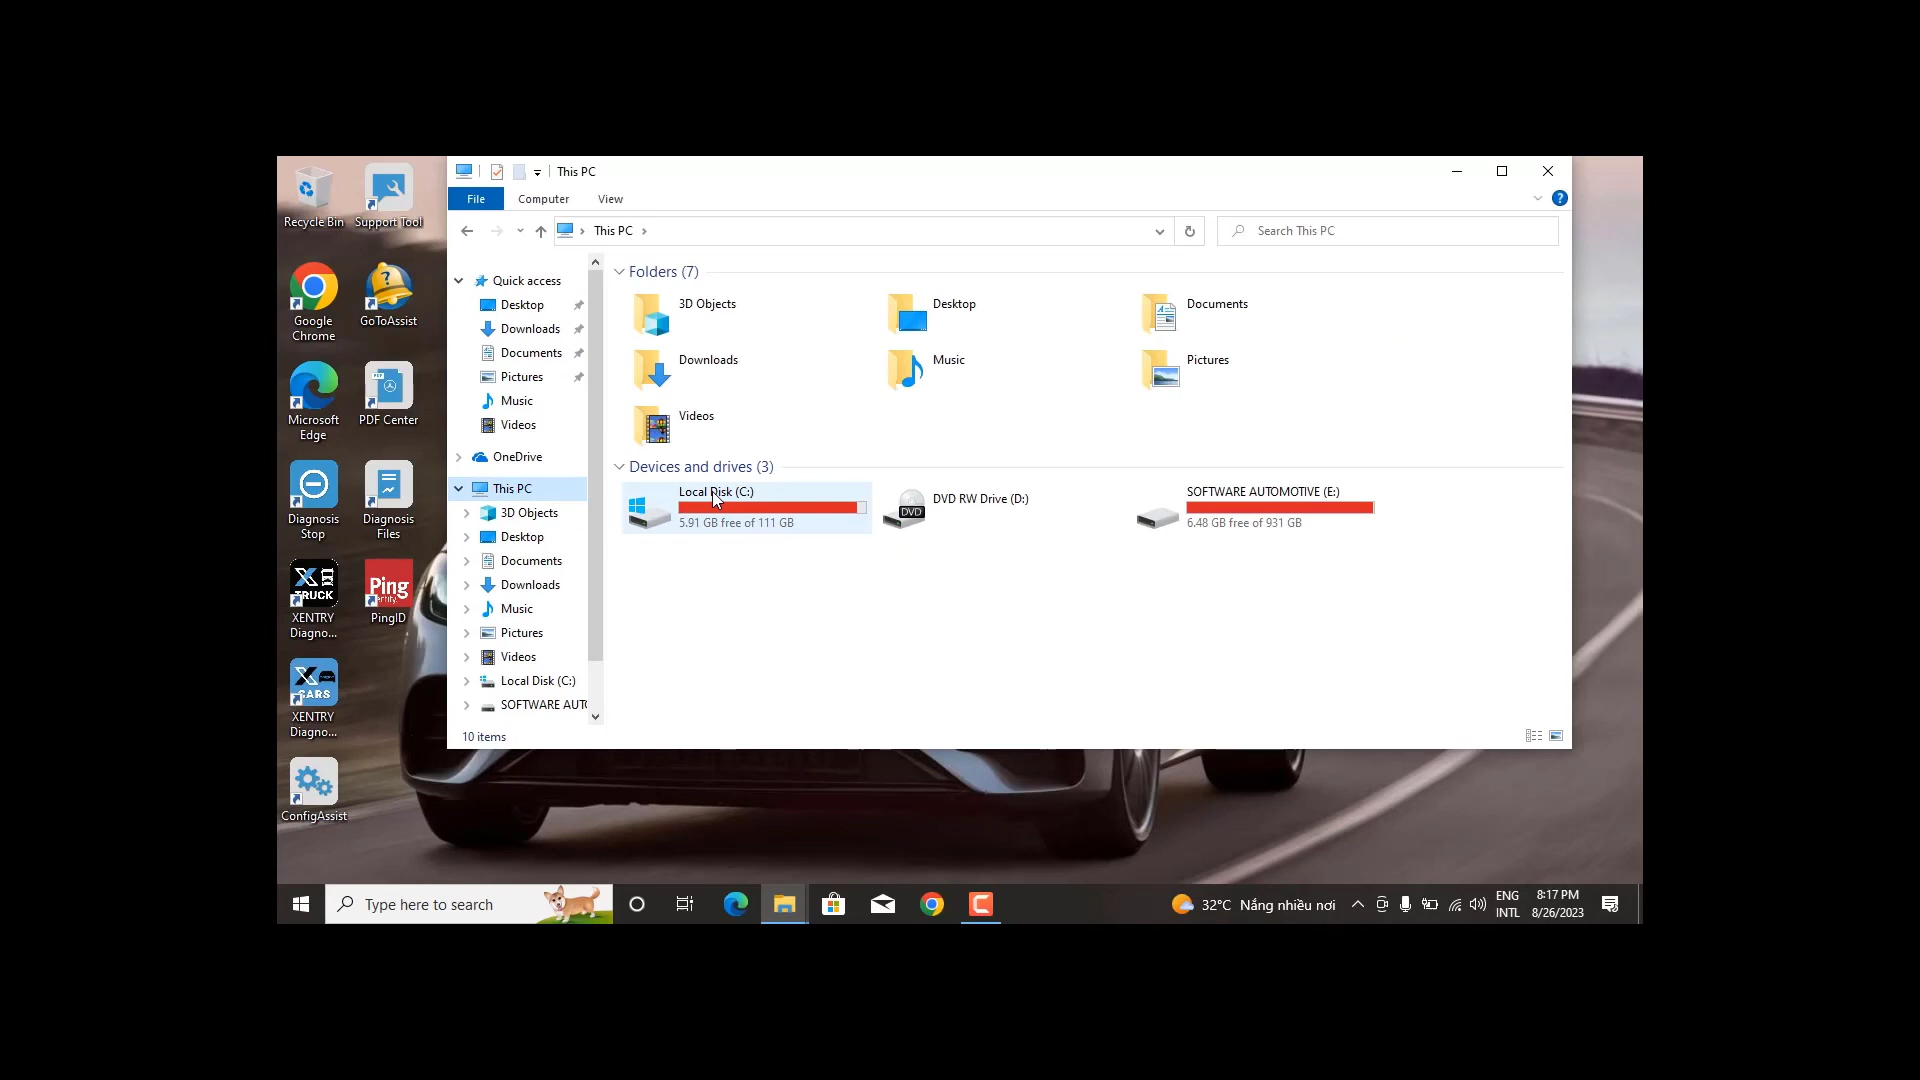 This PC
File
Computer
View
This PC
Search This PC
Recycle Bin
Support Tool
Google
Chrome
GoToAssist
Microsoft
Edge
PDF Center
Diagnosis
Stop
Diagnosis
Files
X TRUCK
XENTRY
Diagno...
Ping
PingID
X CARS
XENTRY
Diagno...
ConfigAssist
Quick access
Desktop
Downloads
Documents
Pictures
Music
Videos
OneDrive
This PC
3D Objects
Desktop
Documents
Downloads
Music
Pictures
Videos
Local Disk (C:)
SOFTWARE AUTO
10 items
Folders (7)
3D Objects
Desktop
Documents
Downloads
Music
Pictures
Videos
Devices and drives (3)
Local Disk (C:)
5.91 GB free of 111 GB
DVD
DVD RW Drive (D:)
SOFTWARE AUTOMOTIVE (E:)
6.48 GB free of 931 GB
Type here to search
32°C Nắng nhiều nơi
ENG
INTL
8:17 PM
8/26/2023